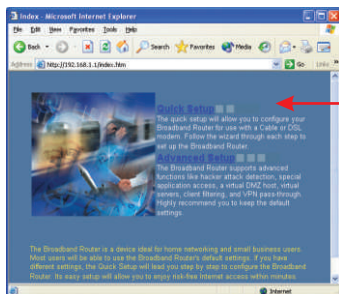 Index - Microsoft Internet Explorer
File Edit View Favorites Tools Help
Back Search Favorites Media
Address http://192.168.1.1/index.htm Go Links »
Quick Setup
The quick setup will allow you to configure your
Broadband Router for use with a Cable or DSL
modem. Follow the wizard through each step to
set up the Broadband Router.
Advanced Setup
The Broadband Router supports advanced
functions like hacker attack detection, special
application access, a virtual DMZ host, virtual
servers, client filtering, and VPN pass-through.
Highly recommend you to keep the default
settings.
The Broadband Router is a device ideal for home networking and small business users.
Most users will be able to use the Broadband Router's default settings. If you have
different settings, the Quick Setup will lead you step by step to configure the Broadband
Router. Its easy setup will allow you to enjoy risk-free Internet access within minutes.
Internet